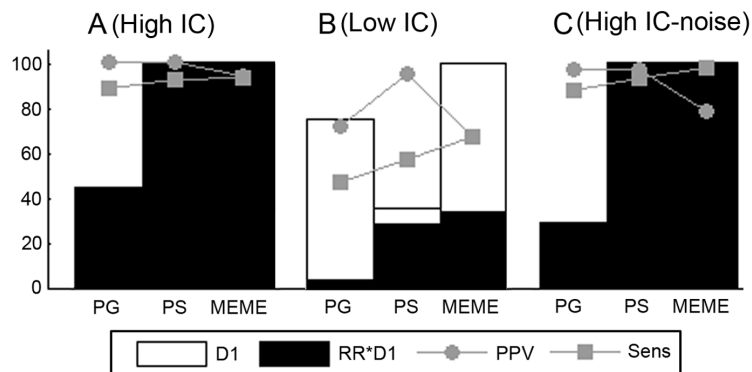 A (High IC) B (Low IC) C (High IC-noise)
100
80
60
40
20
0
PG PS MEME PG PS MEME PG PS MEME
D1 RR*D1 PPV Sens